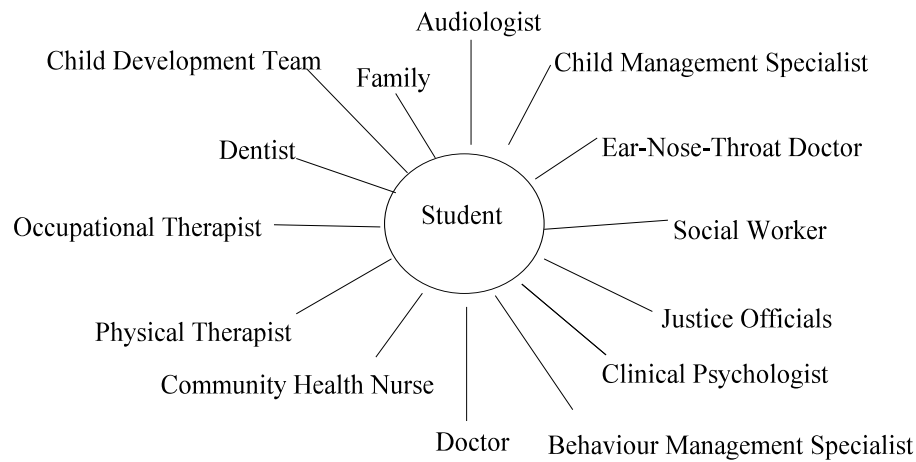 Audiologist
Child Development Team
Child Management Specialist
Family
Dentist
Ear-Nose-Throat Doctor
Student
Occupational Therapist
Social Worker
Physical Therapist
Justice Officials
Community Health Nurse
Clinical Psychologist
Doctor
Behaviour Management Specialist